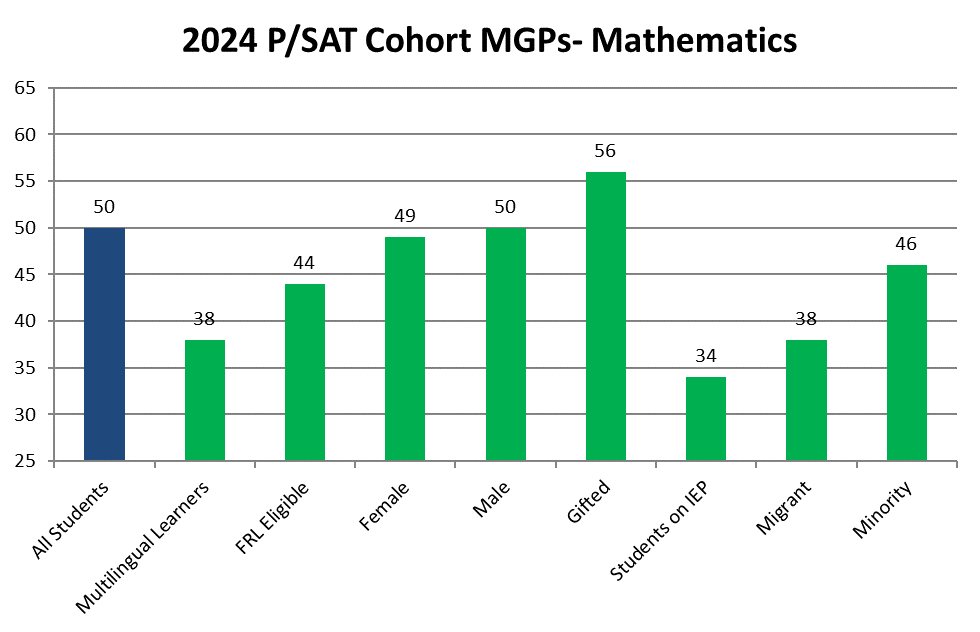 2024 P/SAT Cohort MGPs- Mathematics
65
60
55
50
45
40
35
30
25
50
38
44
49
50
56
34
38
46
All Students
Multilingual Learners
FRL Eligible
Female
Male
Gifted
Students on IEP
Migrant
Minority